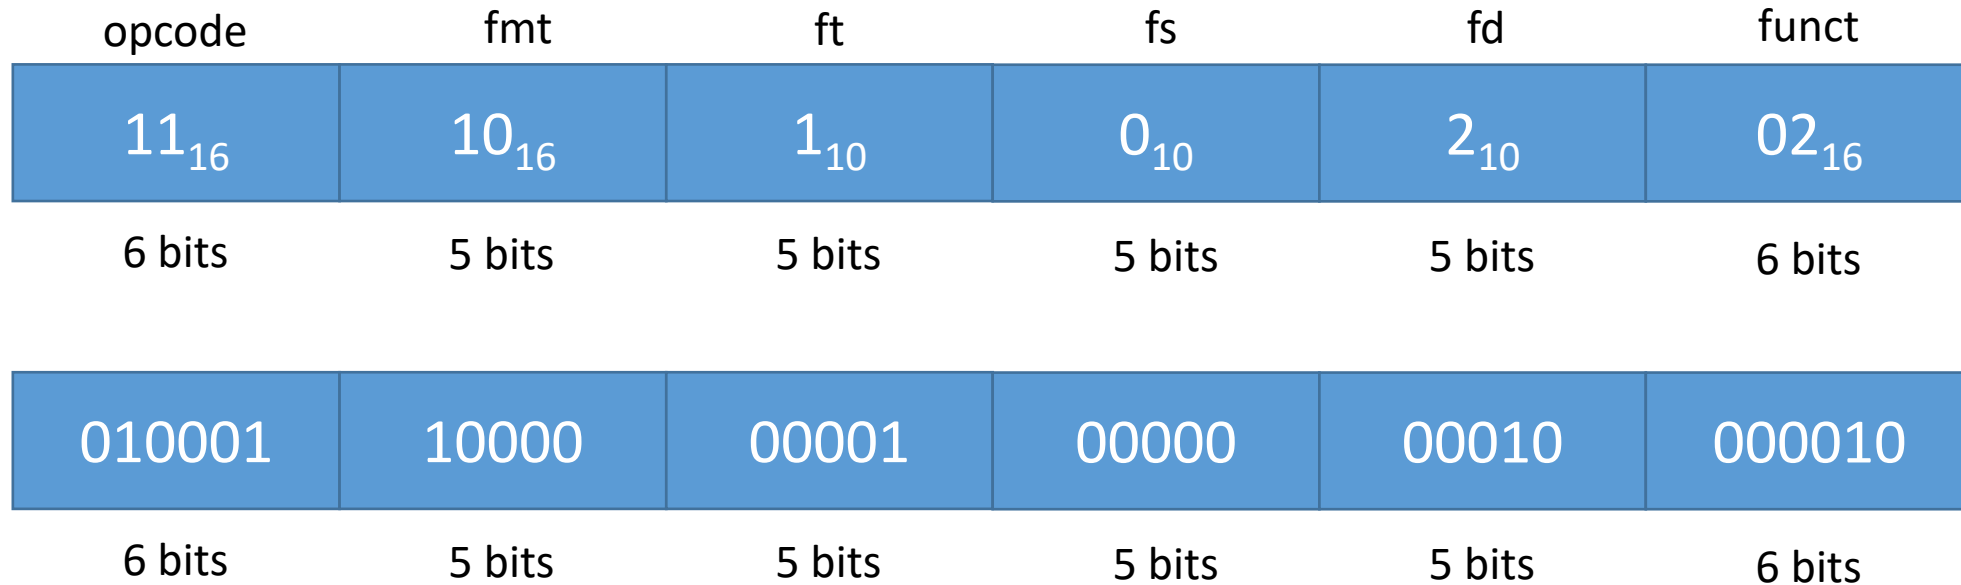 opcode fmt ft fs fd funct
11₁₆ 10₁₆ 1₁₀ 0₁₀ 2₁₀ 02₁₆
6 bits 5 bits 5 bits 5 bits 5 bits 6 bits
010001 10000 00001 00000 00010 000010
6 bits 5 bits 5 bits 5 bits 5 bits 6 bits